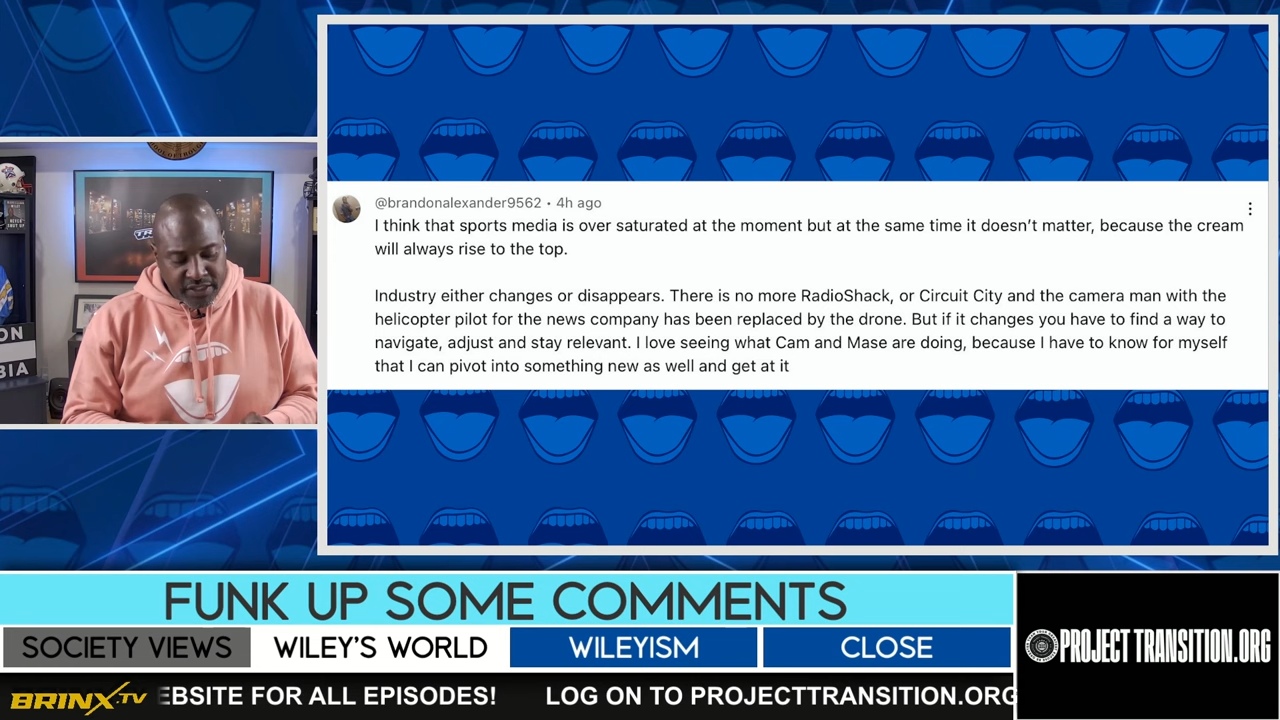 @brandonalexander9562 • 4h ago
I think that sports media is over saturated at the moment but at the same time it doesn't matter, because the cream
will always rise to the top.
Industry either changes or disappears. There is no more RadioShack, or Circuit City and the camera man with the
helicopter pilot for the news company has been replaced by the drone. But if it changes you have to find a way to
navigate, adjust and stay relevant. I love seeing what Cam and Mase are doing, because I have to know for myself
that I can pivot into something new as well and get at it
ON
BIA
FUNK UP SOME COMMENTS
SOCIETY VIEWS
WILEY'S WORLD
WILEYISM
CLOSE
PROJECT TRANSITION.ORG
BRINX.TV
EBSITE FOR ALL EPISODES! LOG ON TO PROJECTTRANSITION.ORG